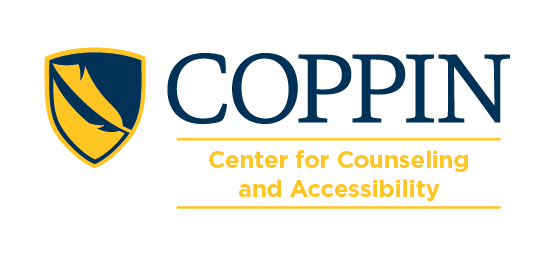 COPPIN
Center for Counseling
and Accessibility